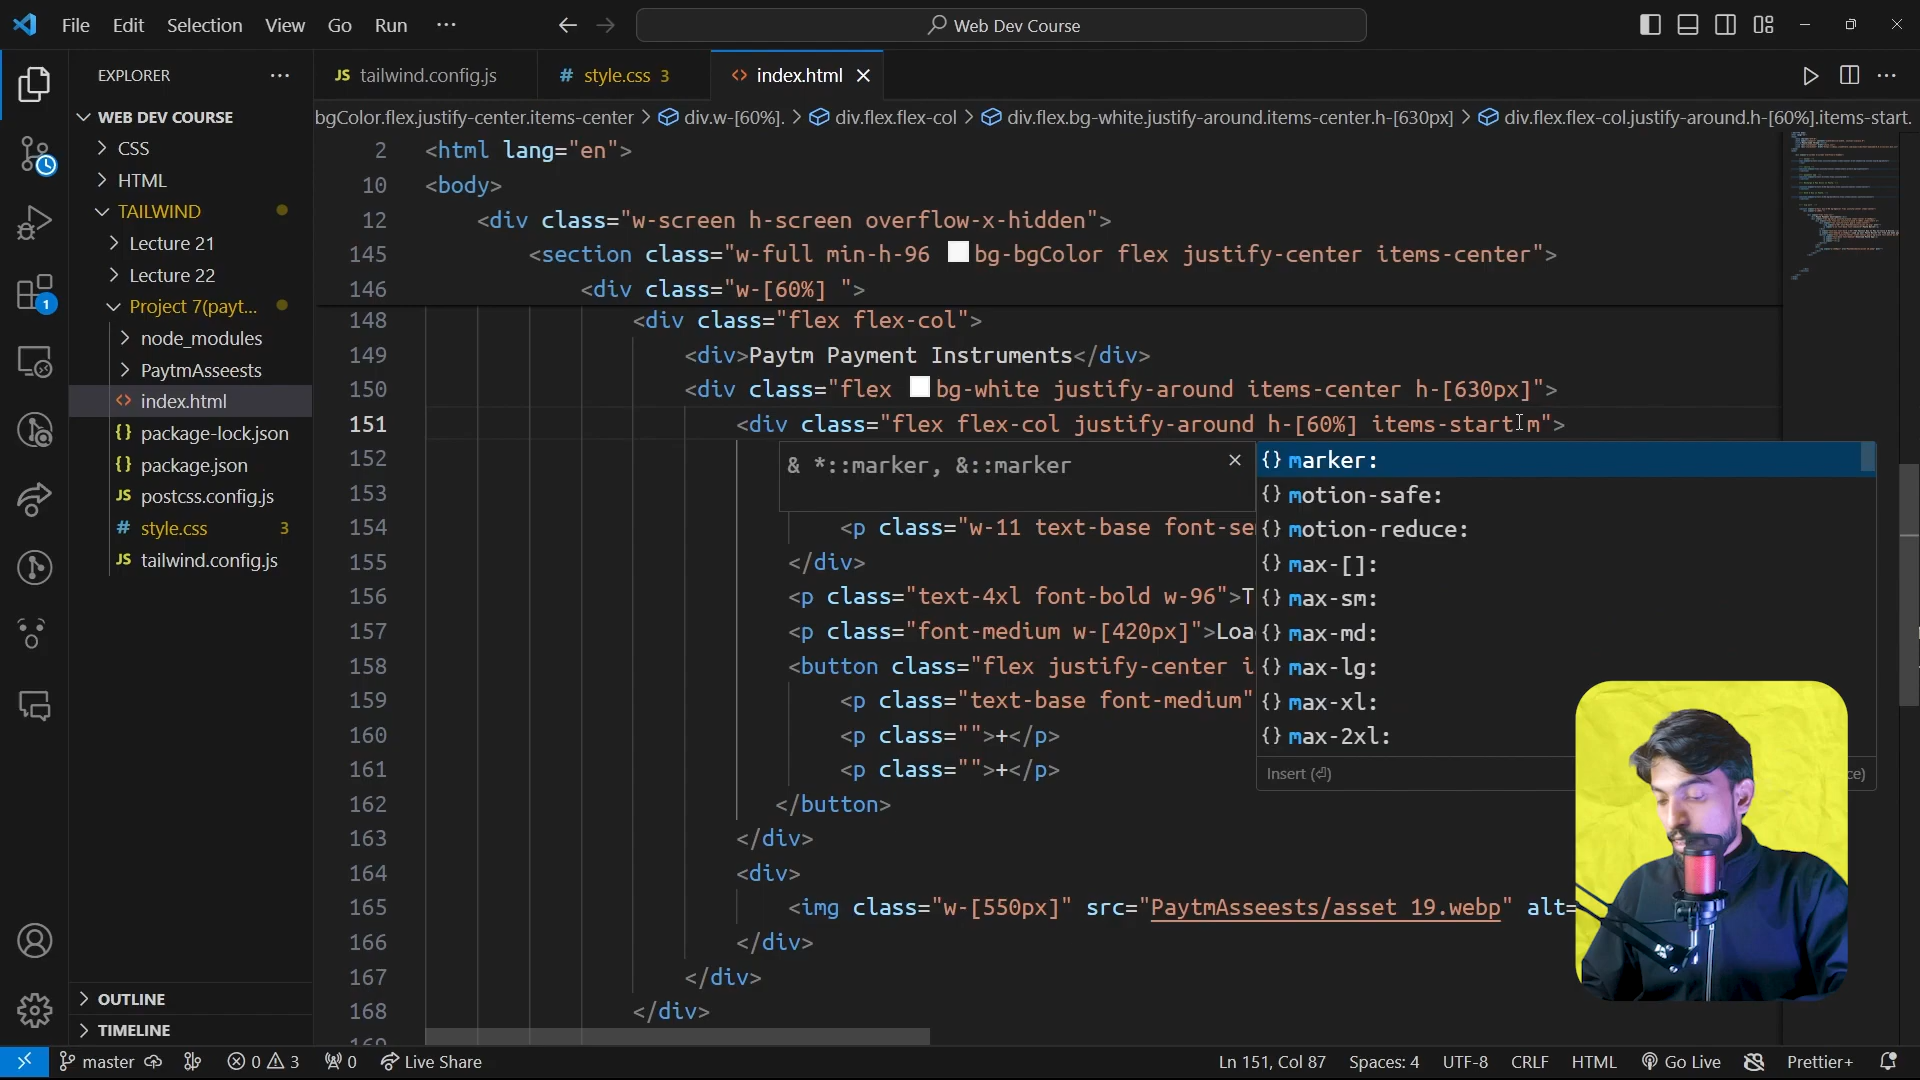 File Edit Selection View Go Run ···
Web Dev Course
EXPLORER ···
JS tailwind.config.js
# style.css 3
<> index.html
WEB DEV COURSE
CSS
HTML
TAILWIND
Lecture 21
Lecture 22
Project 7(payt...
node_modules
PaytmAsseests
<> index.html
{} package-lock.json
{} package.json
JS postcss.config.js
# style.css 3
JS tailwind.config.js
OUTLINE
TIMELINE
1
bgColor.flex.justify-center.items-center > div.w-[60%]. > div.flex.flex-col > div.flex.bg-white.justify-around.items-center.h-[630px] > div.flex.flex-col.justify-around.h-[60%].items-start.
2 <html lang="en">
10 <body>
12 <div class="w-screen h-screen overflow-x-hidden">
145 <section class="w-full min-h-96 bg-bgColor flex justify-center items-center">
146 <div class="w-[60%] ">
148 <div class="flex flex-col">
149 <div>Paytm Payment Instruments</div>
150 <div class="flex bg-white justify-around items-center h-[630px]">
151 <div class="flex flex-col justify-around h-[60%] items-start m">
152
153
154 <p class="w-11 text-base font-se
155 </div>
156 <p class="text-4xl font-bold w-96">T
157 <p class="font-medium w-[420px]">Loa
158 <button class="flex justify-center i
159 <p class="text-base font-medium"
160 <p class="">+</p>
161 <p class="">+</p>
162 </button>
163 </div>
164 <div>
165 <img class="w-[550px]" src="PaytmAsseests/asset 19.webp" alt=
166 </div>
167 </div>
168 </div>
& *::marker, &::marker
{} marker:
{} motion-safe:
{} motion-reduce:
{} max-[]:
{} max-sm:
{} max-md:
{} max-lg:
{} max-xl:
{} max-2xl:
Insert (⏎)
ce)
master 0 3 0 Live Share
Ln 151, Col 87 Spaces: 4 UTF-8 CRLF HTML Go Live Prettier+